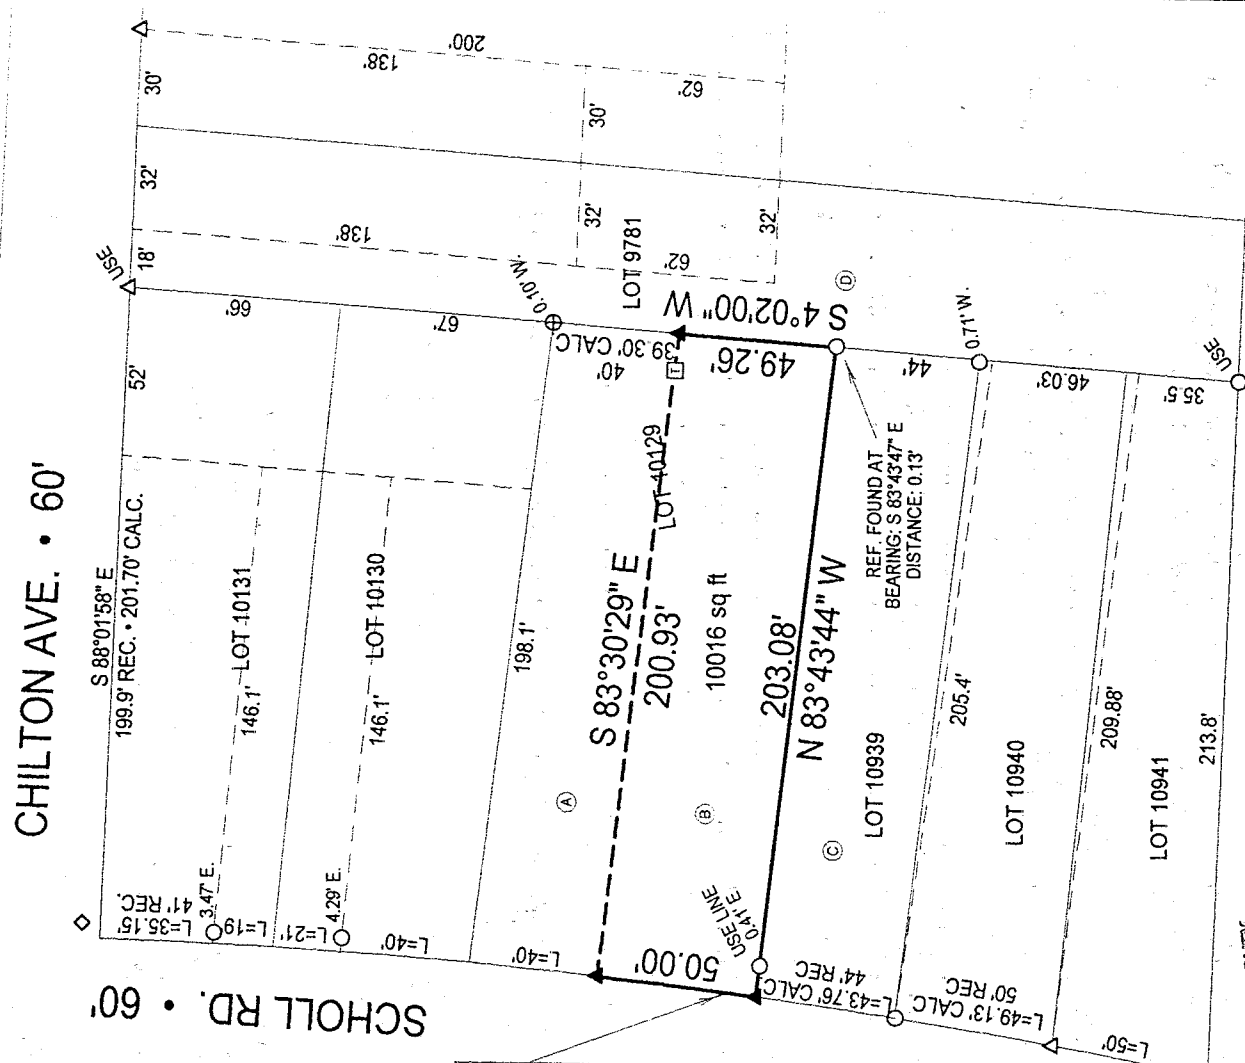 CHILTON AVE. • 60'
SCHOLL RD. • 60'
S 88°01'58" E
199.9' REC. • 201.70' CALC.
52'
USE
18'
32'
30'
200'
138'
62'
30'
32'
32'
138'
62'
LOT 9781
66'
67'
0.10' W.
39.30' CALC
40'
T
S 4°02'00" W
49.26'
D
41' REC.
L=35.15'
3.47' E.
L=19'
L=21'
4.29' E.
L=40'
L=40'
LOT 10131
146.1'
LOT 10130
146.1'
198.1'
LOT 10129
S 83°30'29" E
200.93'
10016 sq ft
203.08'
N 83°43'44" W
A
B
C
50.00'
USE LINE
0.41' E
REF. FOUND AT
BEARING: S 83°43'47" E
DISTANCE: 0.13'
44'
0.71' W.
46.03'
35.5'
USE
44' REC
L=43.76' CALC.
50' REC.
L=49.13' CALC.
L=50'
LOT 10939
205.4'
LOT 10940
209.88'
LOT 10941
213.8'